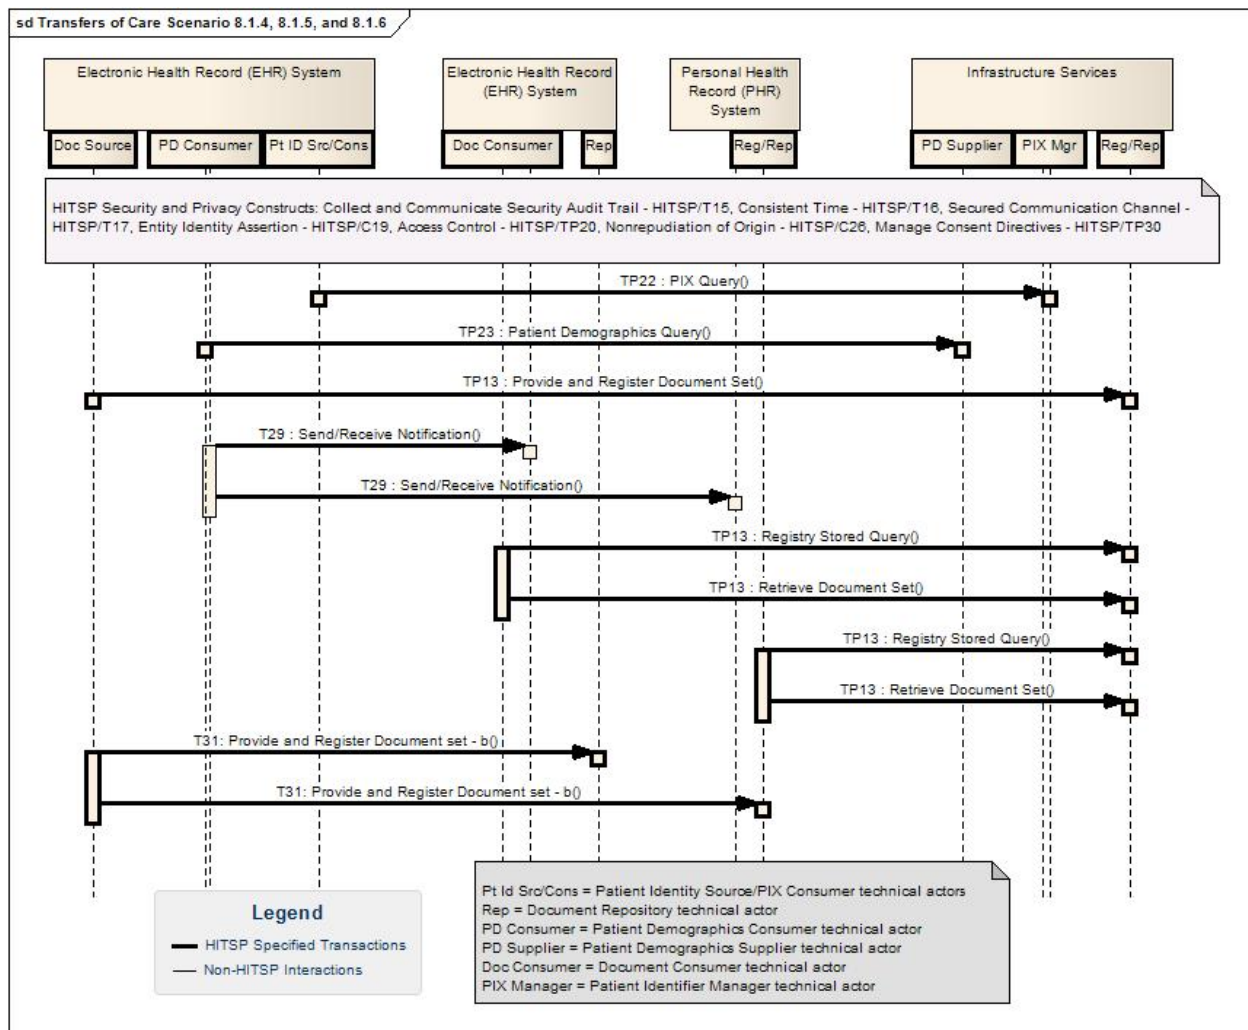 sd Transfers of Care Scenario 8.1.4, 8.1.5, and 8.1.6
Electronic Health Record (EHR) System
Electronic Health Record
(EHR) System
Personal Health
Record (PHR)
System
Infrastructure Services
Doc Source
PD Consumer
Pt ID Src/Cons
Doc Consumer
Rep
Reg/Rep
PD Supplier
PIX Mgr
Reg/Rep
HITSP Security and Privacy Constructs: Collect and Communicate Security Audit Trail - HITSP/T15, Consistent Time - HITSP/T16, Secured Communication Channel -
HITSP/T17, Entity Identity Assertion - HITSP/C19, Access Control - HITSP/TP20, Nonrepudiation of Origin - HITSP/C26, Manage Consent Directives - HITSP/TP30
TP22 : PIX Query()
TP23 : Patient Demographics Query()
TP13 : Provide and Register Document Set()
T29 : Send/Receive Notification()
T29 : Send/Receive Notification()
TP13 : Registry Stored Query()
TP13 : Retrieve Document Set()
TP13 : Registry Stored Query()
TP13 : Retrieve Document Set()
T31: Provide and Register Document set - b()
T31: Provide and Register Document set - b()
Legend
HITSP Specified Transactions
Non-HITSP Interactions
Pt Id Src/Cons = Patient Identity Source/PIX Consumer technical actors
Rep = Document Repository technical actor
PD Consumer = Patient Demographics Consumer technical actor
PD Supplier = Patient Demographics Supplier technical actor
Doc Consumer = Document Consumer technical actor
PIX Manager = Patient Identifier Manager technical actor